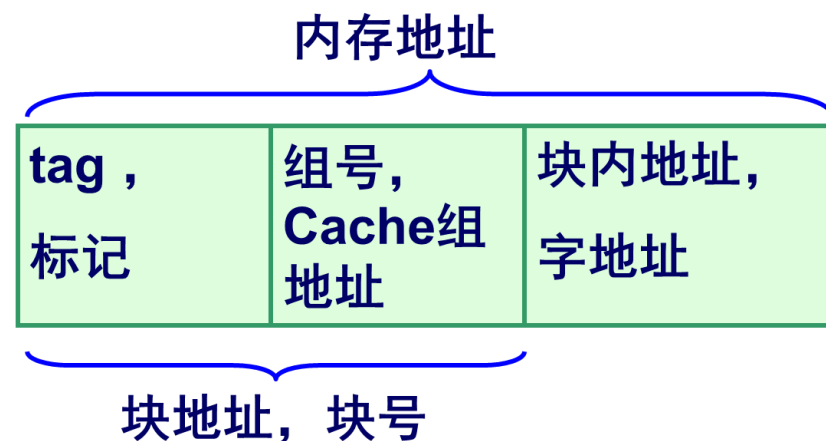 内存地址
tag，
标记
组号，
Cache组
地址
块内地址，
字地址
块地址，块号